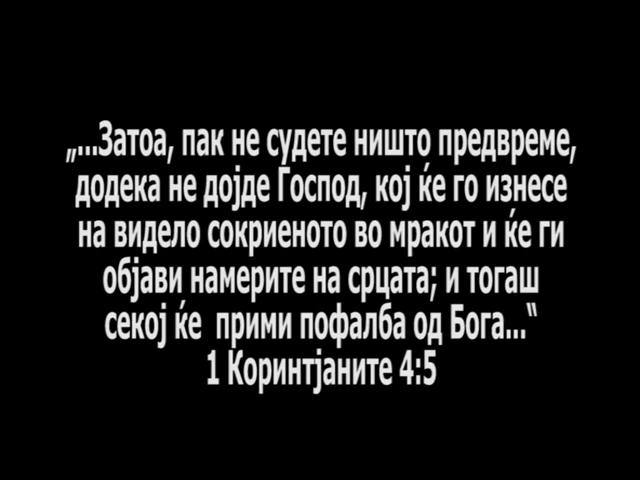 „...Затоа, пак не судете ништо предвреме,
додека не дојде Господ, кој ќе го изнесе
на видело сокриеното во мракот и ќе ги
објави намерите на срцата; и тогаш
секој ќе  прими пофалба од Бога...“
1 Коринтјаните 4:5